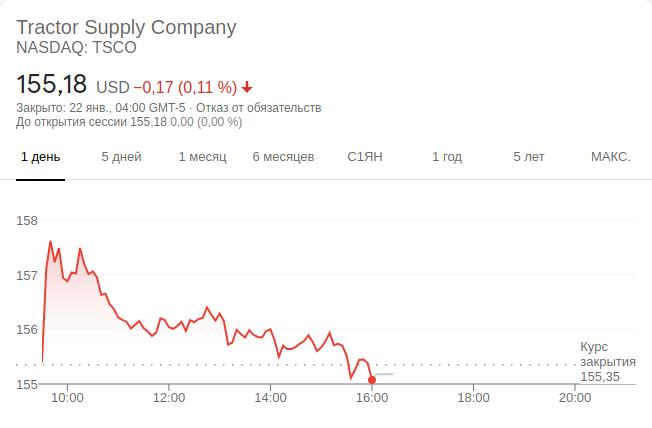 Tractor Supply Company
NASDAQ: TSCO
155,18 USD −0,17 (0,11 %)
Закрыто: 22 янв., 04:00 GMT-5 · Отказ от обязательств
До открытия сессии 155,18 0,00 (0,00 %)
1 день 5 дней 1 месяц 6 месяцев С1ЯН 1 год 5 лет МАКС.
158
157
156
Курс
закрытия
155,35
155
10:00 12:00 14:00 16:00 18:00 20:00